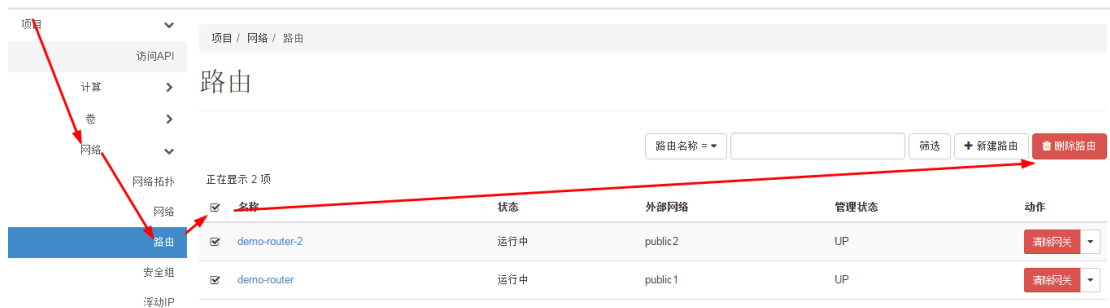 项目
访问API
计算
卷
网络
网络拓扑
网络
路由
安全组
浮动IP
项目 / 网络 / 路由
路由
路由名称 = 筛选 新建路由 删除路由
正在显示 2 项
名称 状态 外部网络 管理状态 动作
demo-router-2 运行中 public2 UP 清除网关
demo-router 运行中 public1 UP 清除网关